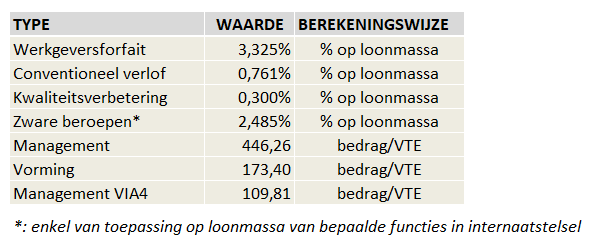 TYPE WAARDE BEREKENINGSWIJZE
Werkgeversforfait 3,325% % op loonmassa
Conventioneel verlof 0,761% % op loonmassa
Kwaliteitsverbetering 0,300% % op loonmassa
Zware beroepen* 2,485% % op loonmassa
Management 446,26 bedrag/VTE
Vorming 173,40 bedrag/VTE
Management VIA4 109,81 bedrag/VTE
*: enkel van toepassing op loonmassa van bepaalde functies in internaatstelsel